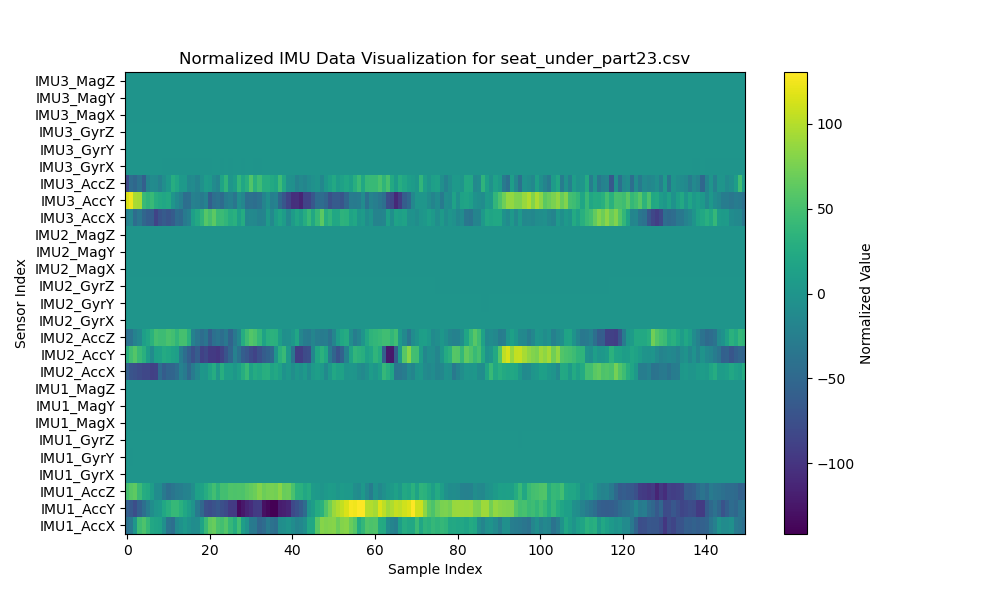 Normalized IMU Data Visualization for seat_under_part23.csv
IMU3_MagZ
IMU3_MagY
IMU3_MagX
IMU3_GyrZ
IMU3_GyrY
IMU3_GyrX
IMU3_AccZ
IMU3_AccY
IMU3_AccX
IMU2_MagZ
IMU2_MagY
IMU2_MagX
IMU2_GyrZ
IMU2_GyrY
IMU2_GyrX
IMU2_AccZ
IMU2_AccY
IMU2_AccX
IMU1_MagZ
IMU1_MagY
IMU1_MagX
IMU1_GyrZ
IMU1_GyrY
IMU1_GyrX
IMU1_AccZ
IMU1_AccY
IMU1_AccX
Sensor Index
0 20 40 60 80 100 120 140
Sample Index
100
50
0
−50
−100
Normalized Value